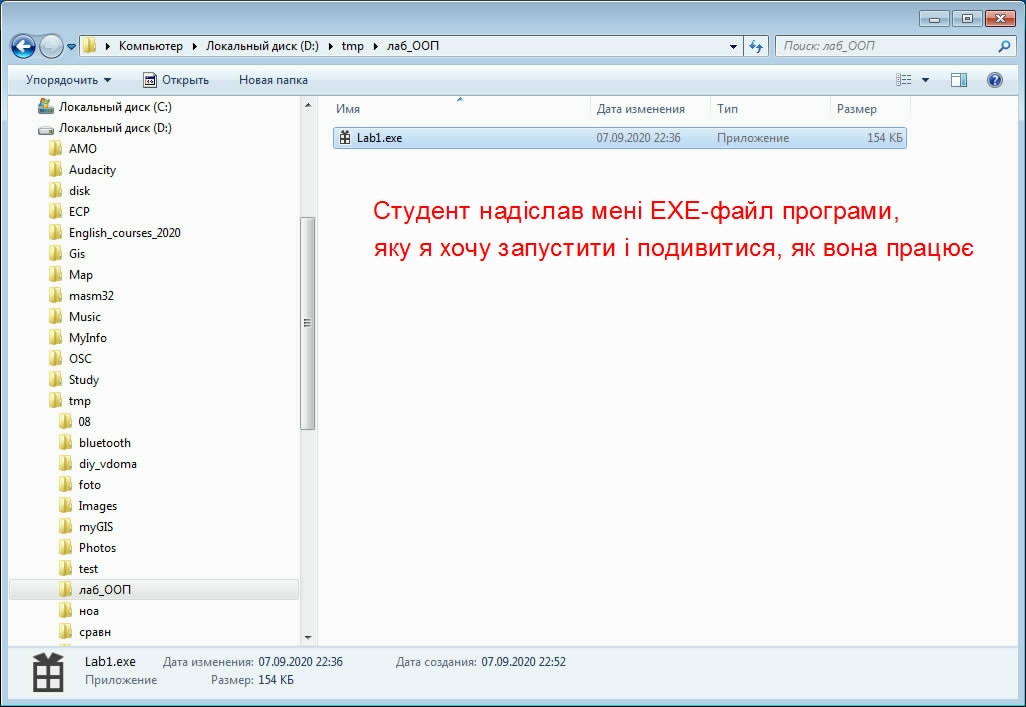 Компьютер ▸ Локальный диск (D:) ▸ tmp ▸ лаб_ООП
Поиск: лаб_ООП
Упорядочить Открыть Новая папка
Имя Дата изменения Тип Размер
Lab1.exe 07.09.2020 22:36 Приложение 154 КБ
Студент надіслав мені EXE-файл програми,
яку я хочу запустити і подивитися, як вона працює
Локальный диск (C:)
Локальный диск (D:)
AMO
Audacity
disk
ECP
English_courses_2020
Gis
Map
masm32
Music
MyInfo
OSC
Study
tmp
08
bluetooth
diy_vdoma
foto
Images
myGIS
Photos
test
лаб_ООП
ноа
сравн
Lab1.exe Дата изменения: 07.09.2020 22:36 Дата создания: 07.09.2020 22:52
Приложение Размер: 154 КБ